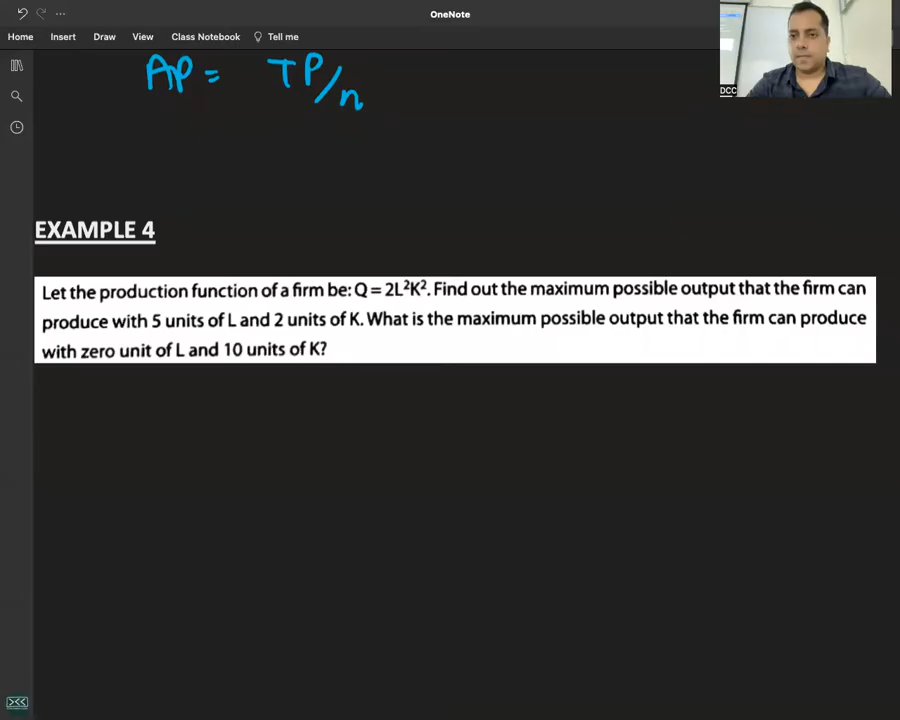 OneNote
Home Insert Draw View Class Notebook Tell me
AP = TP/n
DCC
EXAMPLE 4
Let the production function of a firm be: Q = 2L²K². Find out the maximum possible output that the firm can
produce with 5 units of L and 2 units of K. What is the maximum possible output that the firm can produce
with zero unit of L and 10 units of K?